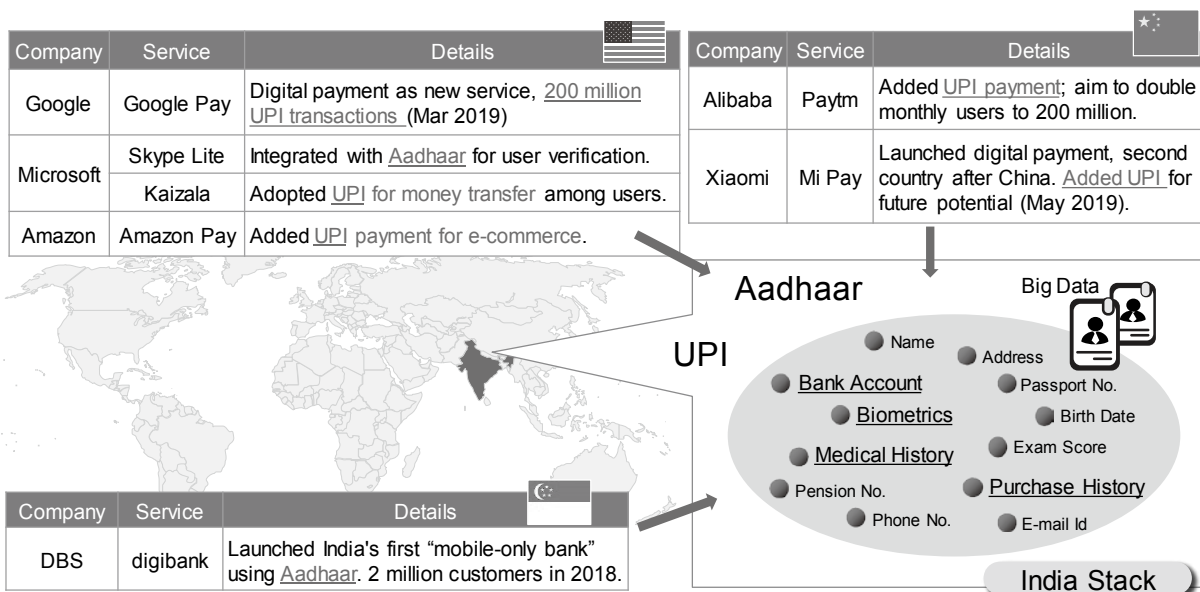 Company Service Details
Google Google Pay Digital payment as new service, 200 million
UPI transactions (Mar 2019)
Microsoft Skype Lite Integrated with Aadhaar for user verification.
Kaizala Adopted UPI for money transfer among users.
Amazon Amazon Pay Added UPI payment for e-commerce.
Company Service Details
Alibaba Paytm Added UPI payment; aim to double
monthly users to 200 million.
Xiaomi Mi Pay Launched digital payment, second
country after China. Added UPI for
future potential (May 2019).
Aadhaar
Big Data
UPI
Name
Address
Bank Account
Passport No.
Biometrics
Birth Date
Medical History
Exam Score
Pension No.
Purchase History
Phone No.
E-mail Id
India Stack
Company Service Details
DBS digibank Launched India's first “mobile-only bank”
using Aadhaar. 2 million customers in 2018.